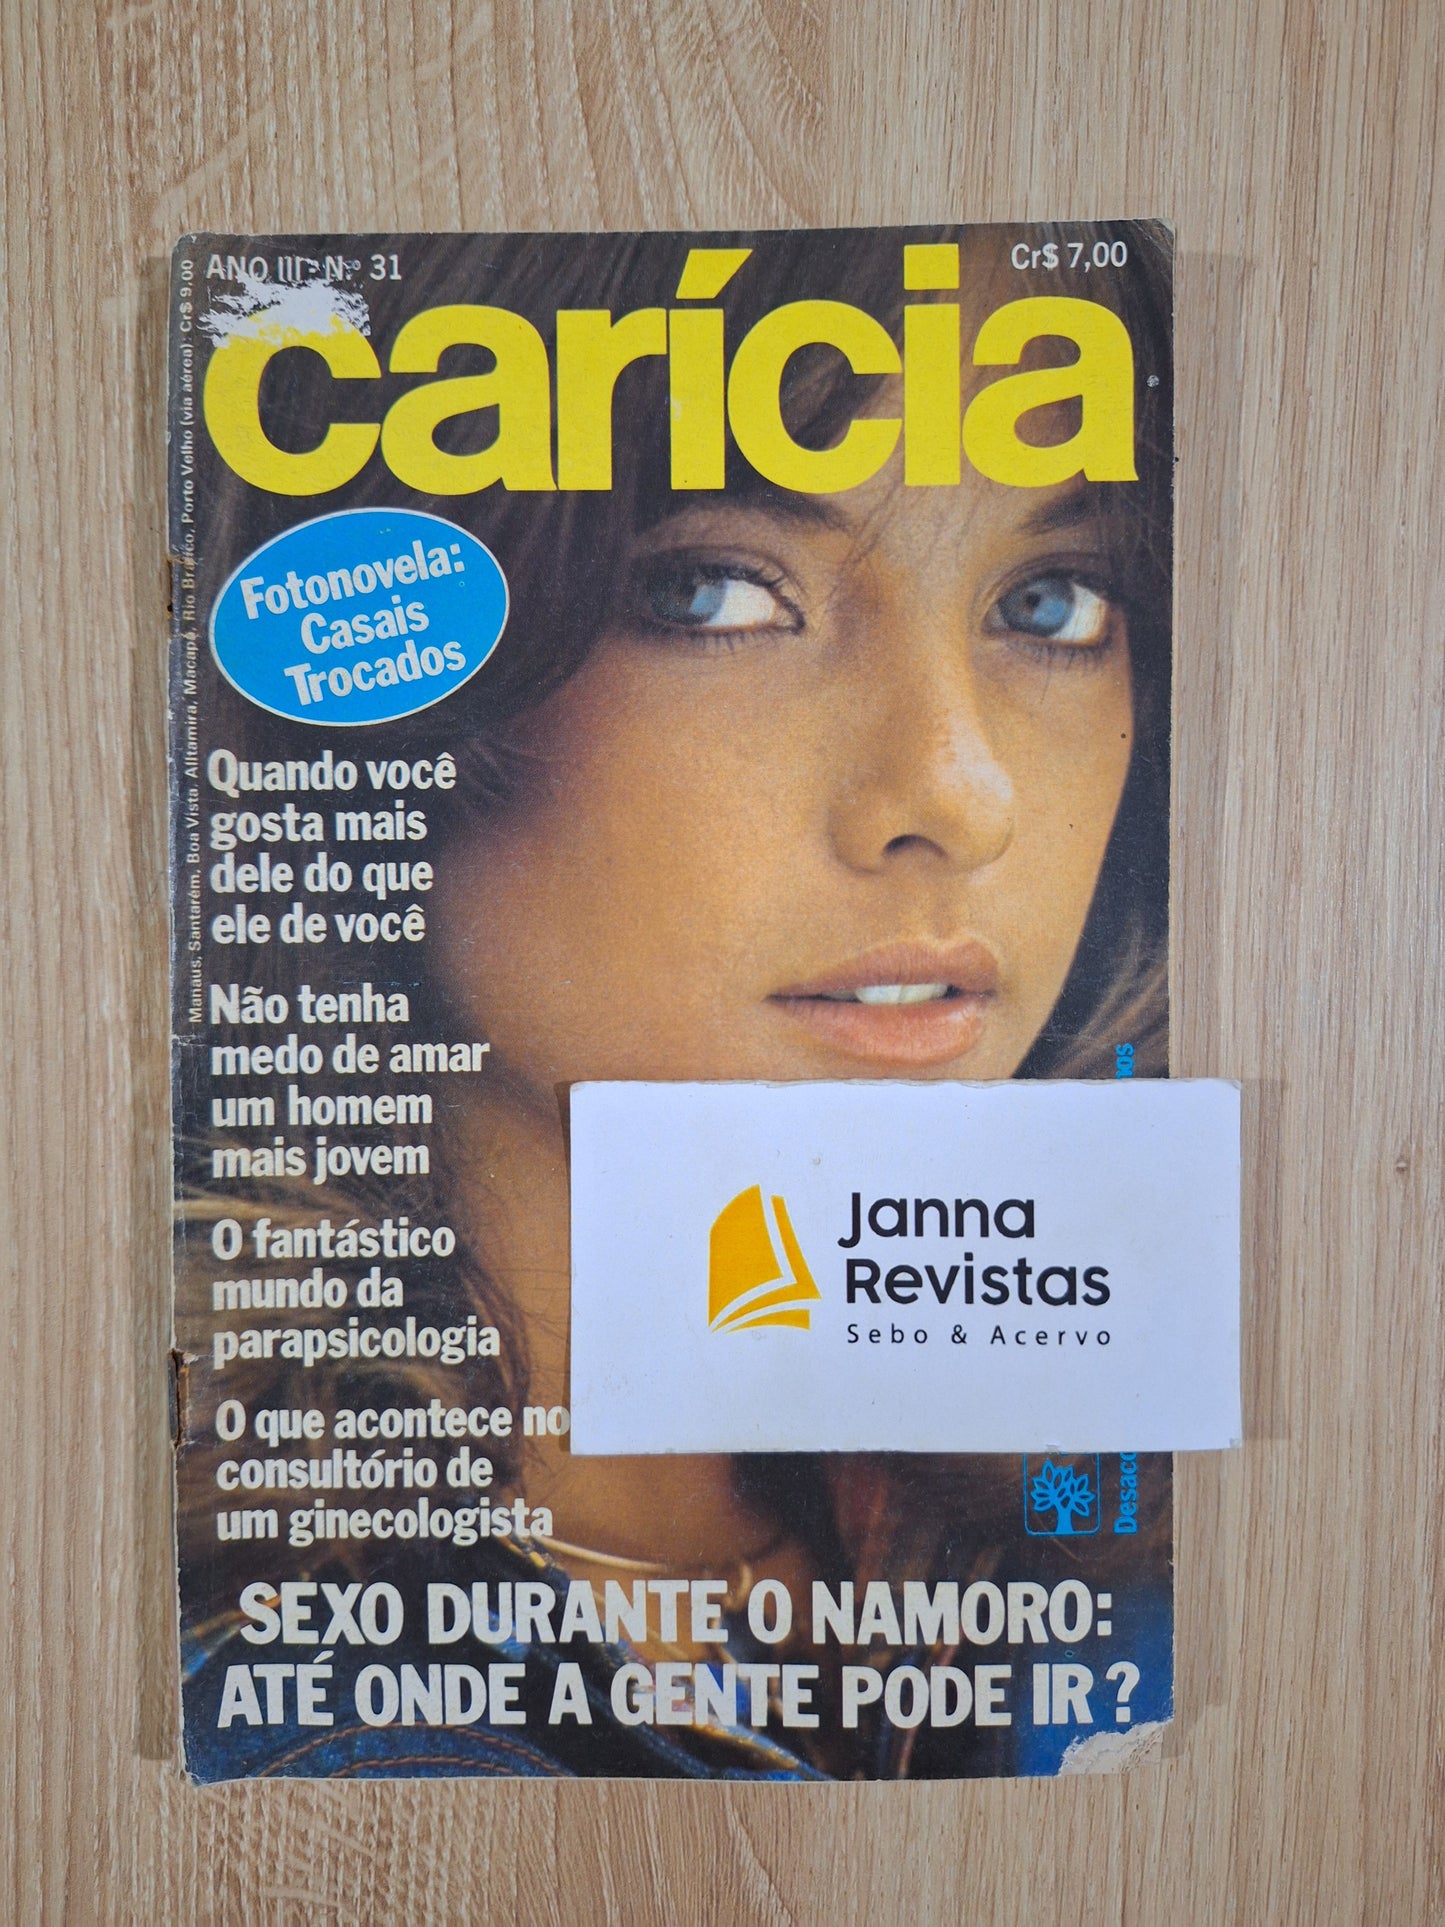 ANO III - Nº 31
Cr$ 7,00
carícia
Manaus, Santarém, Boa Vista, Alltamira, Macapá, Rio Branco, Porto Velho (via aérea): Cr$ 9,00
Fotonovela:
Casais
Trocados
Quando você
gosta mais
dele do que
ele de você
Não tenha
medo de amar
um homem
mais jovem
O fantástico
mundo da
parapsicologia
O que acontece no
consultório de
um ginecologista
Janna
Revistas
Sebo & Acervo
SEXO DURANTE O NAMORO:
ATÉ ONDE A GENTE PODE IR?